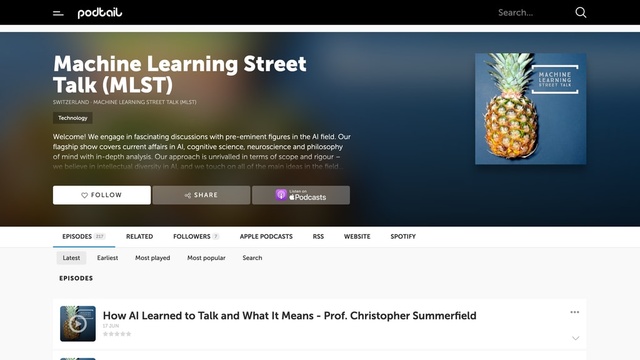 podtail
Search...
Machine Learning Street
Talk (MLST)
SWITZERLAND · MACHINE LEARNING STREET TALK (MLST)
Technology
Welcome! We engage in fascinating discussions with pre-eminent figures in the AI field. Our
flagship show covers current affairs in AI, cognitive science, neuroscience and philosophy
of mind with in-depth analysis. Our approach is unrivalled in terms of scope and rigour –
we believe in intellectual diversity in AI, and we touch on all of the main ideas in the field...
MACHINE
LEARNING
STREET TALK
FOLLOW
SHARE
Listen on
Apple Podcasts
EPISODES 217 RELATED FOLLOWERS 7 APPLE PODCASTS RSS WEBSITE SPOTIFY
Latest Earliest Most played Most popular Search
EPISODES
How AI Learned to Talk and What It Means - Prof. Christopher Summerfield
17 JUN